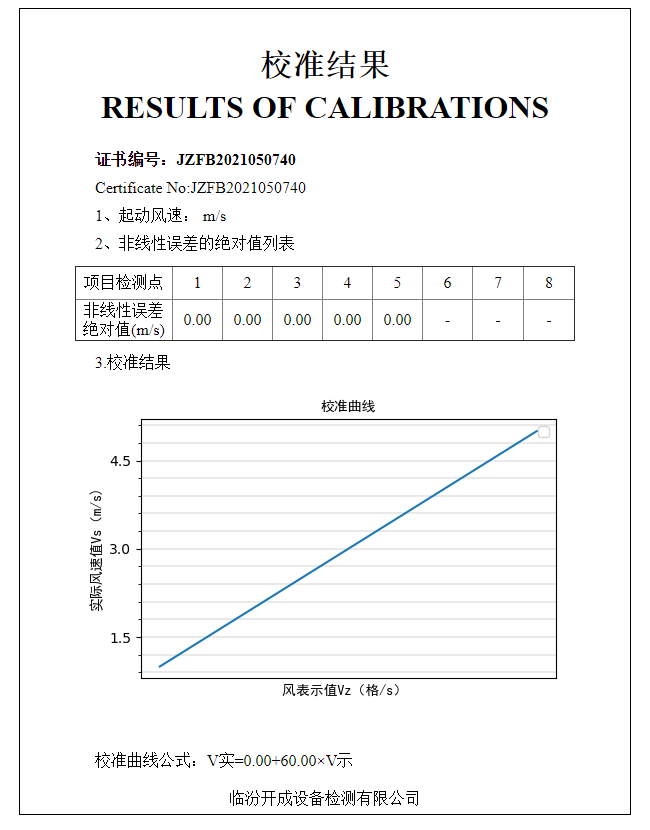 校准结果
RESULTS OF CALIBRATIONS
证书编号：JZFB2021050740
Certificate No:JZFB2021050740
1、起动风速： m/s
2、非线性误差的绝对值列表
项目检测点 1 2 3 4 5 6 7 8
非线性误差
绝对值(m/s) 0.00 0.00 0.00 0.00 0.00 - - -
3.校准结果
校准曲线
实际风速值Vs（m/s）
4.5
3.0
1.5
风表示值Vz（格/s）
校准曲线公式：V实=0.00+60.00×V示
临汾开成设备检测有限公司